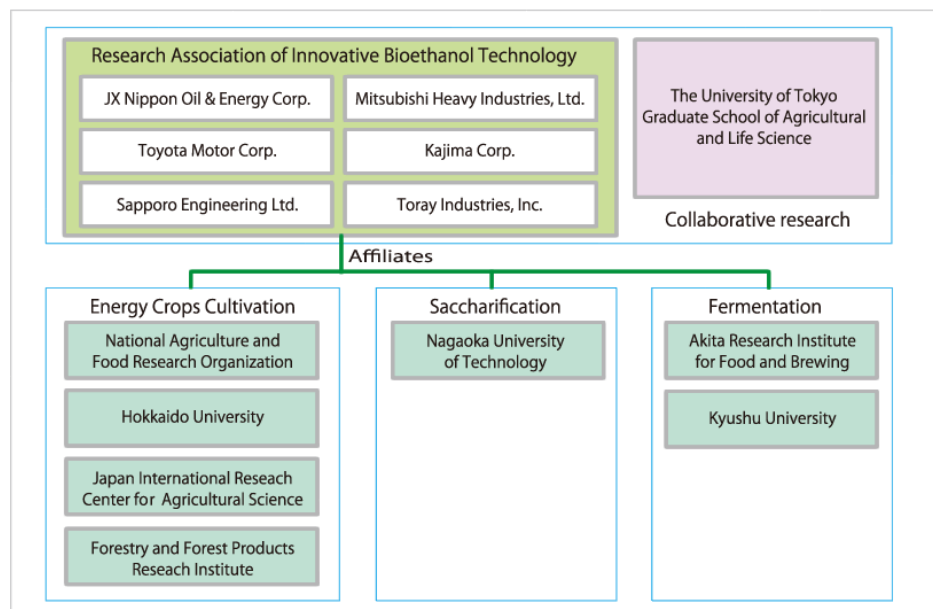 Research Association of Innovative Bioethanol Technology
JX Nippon Oil & Energy Corp.
Mitsubishi Heavy Industries, Ltd.
Toyota Motor Corp.
Kajima Corp.
Sapporo Engineering Ltd.
Toray Industries, Inc.
The University of Tokyo
Graduate School of Agricultural
and Life Science
Collaborative research
Affiliates
Energy Crops Cultivation
National Agriculture and
Food Research Organization
Hokkaido University
Japan International Reseach
Center for Agricultural Science
Forestry and Forest Products
Reseach Institute
Saccharification
Nagaoka University
of Technology
Fermentation
Akita Research Institute
for Food and Brewing
Kyushu University